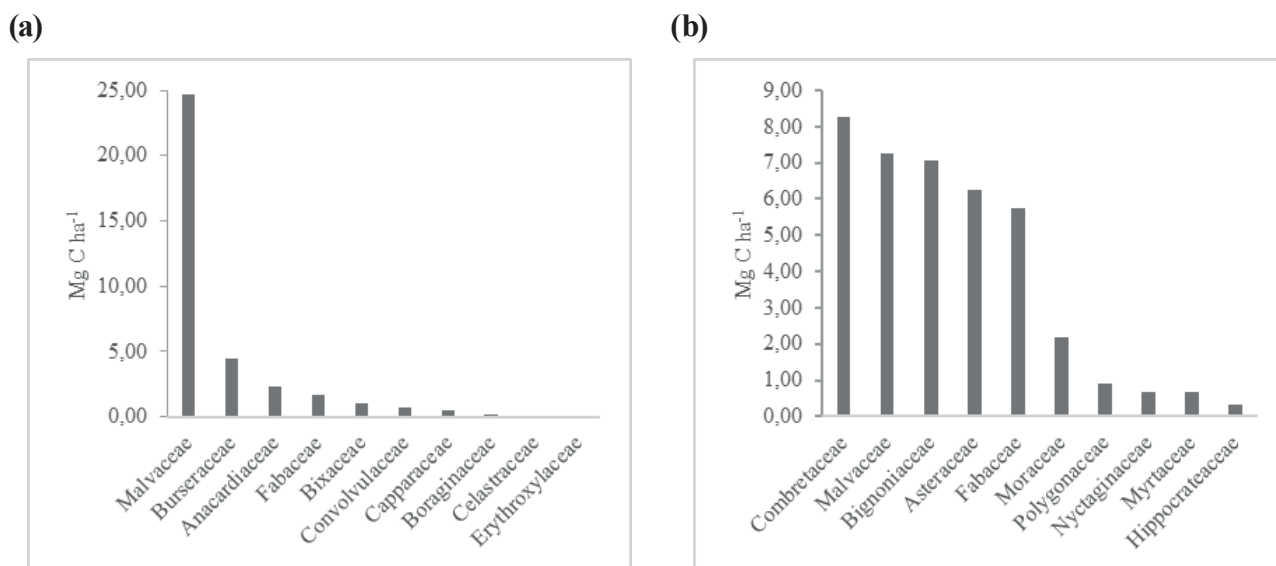 (a)
25,00
20,00
15,00
10,00
5,00
0,00
Mg C ha⁻¹
Malvaceae
Burseraceae
Anacardiaceae
Fabaceae
Bixaceae
Convolvulaceae
Capparaceae
Boraginaceae
Celastraceae
Erythroxylaceae
(b)
9,00
8,00
7,00
6,00
5,00
4,00
3,00
2,00
1,00
0,00
Mg C ha⁻¹
Combretaceae
Malvaceae
Bignoniaceae
Asteraceae
Fabaceae
Moraceae
Polygonaceae
Nyctaginaceae
Myrtaceae
Hippocrateaceae